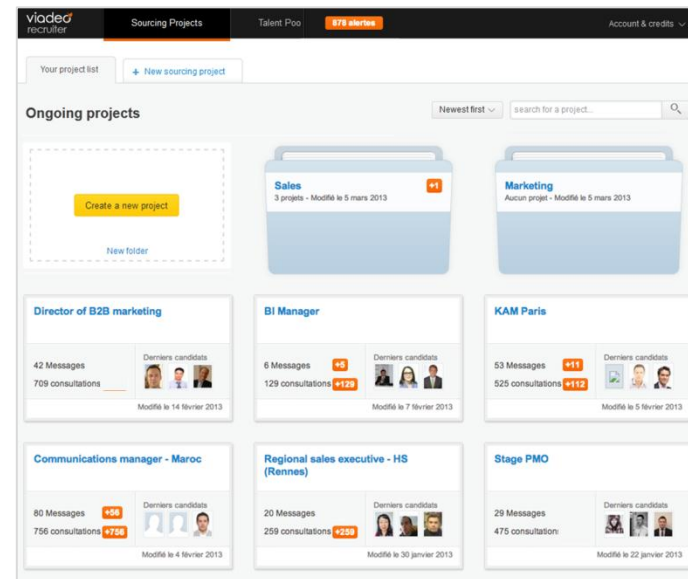 viadeo
recruiter
Sourcing Projects
Talent Poo
878 alertes
Account & credits
Your project list
+ New sourcing project
Ongoing projects
Newest first
search for a project...
Create a new project
New folder
Sales
+1
3 projets - Modifié le 5 mars 2013
Marketing
Aucun projet - Modifié le 5 mars 2013
Director of B2B marketing
42 Messages
709 consultations
Derniers candidats
Modifié le 14 février 2013
BI Manager
6 Messages +5
129 consultations +129
Derniers candidats
Modifié le 7 février 2013
KAM Paris
53 Messages +11
525 consultations +112
Derniers candidats
Modifié le 5 février 2013
Communications manager - Maroc
80 Messages +56
756 consultations +756
Derniers candidats
Modifié le 4 février 2013
Regional sales executive - HS
(Rennes)
20 Messages
259 consultations +259
Derniers candidats
Modifié le 30 janvier 2013
Stage PMO
29 Messages
475 consultation
Derniers candidats
Modifié le 22 janvier 2013